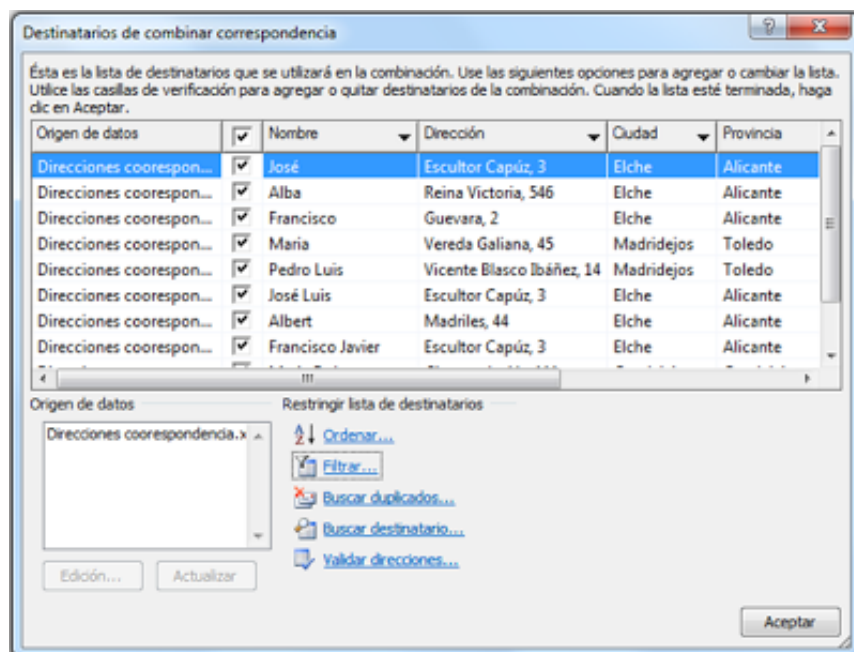 Destinatarios de combinar correspondencia
Ésta es la lista de destinatarios que se utilizará en la combinación. Use las siguientes opciones para agregar o cambiar la lista.
Utilice las casillas de verificación para agregar o quitar destinatarios de la combinación. Cuando la lista esté terminada, haga
clic en Aceptar.
Origen de datos Nombre Dirección Ciudad Provincia
Direcciones coorespon... José Escultor Capúz, 3 Elche Alicante
Direcciones coorespon... Alba Reina Victoria, 546 Elche Alicante
Direcciones coorespon... Francisco Guevara, 2 Elche Alicante
Direcciones coorespon... Maria Vereda Galiana, 45 Madridejos Toledo
Direcciones coorespon... Pedro Luis Vicente Blasco Ibáñez, 14 Madridejos Toledo
Direcciones coorespon... José Luis Escultor Capúz, 3 Elche Alicante
Direcciones coorespon... Albert Madriles, 44 Elche Alicante
Direcciones coorespon... Francisco Javier Escultor Capúz, 3 Elche Alicante
Origen de datos Restringir lista de destinatarios
Direcciones coorespondencia.x
Ordenar...
Filtrar...
Buscar duplicados...
Buscar destinatario...
Validar direcciones...
Edición... Actualizar
Aceptar